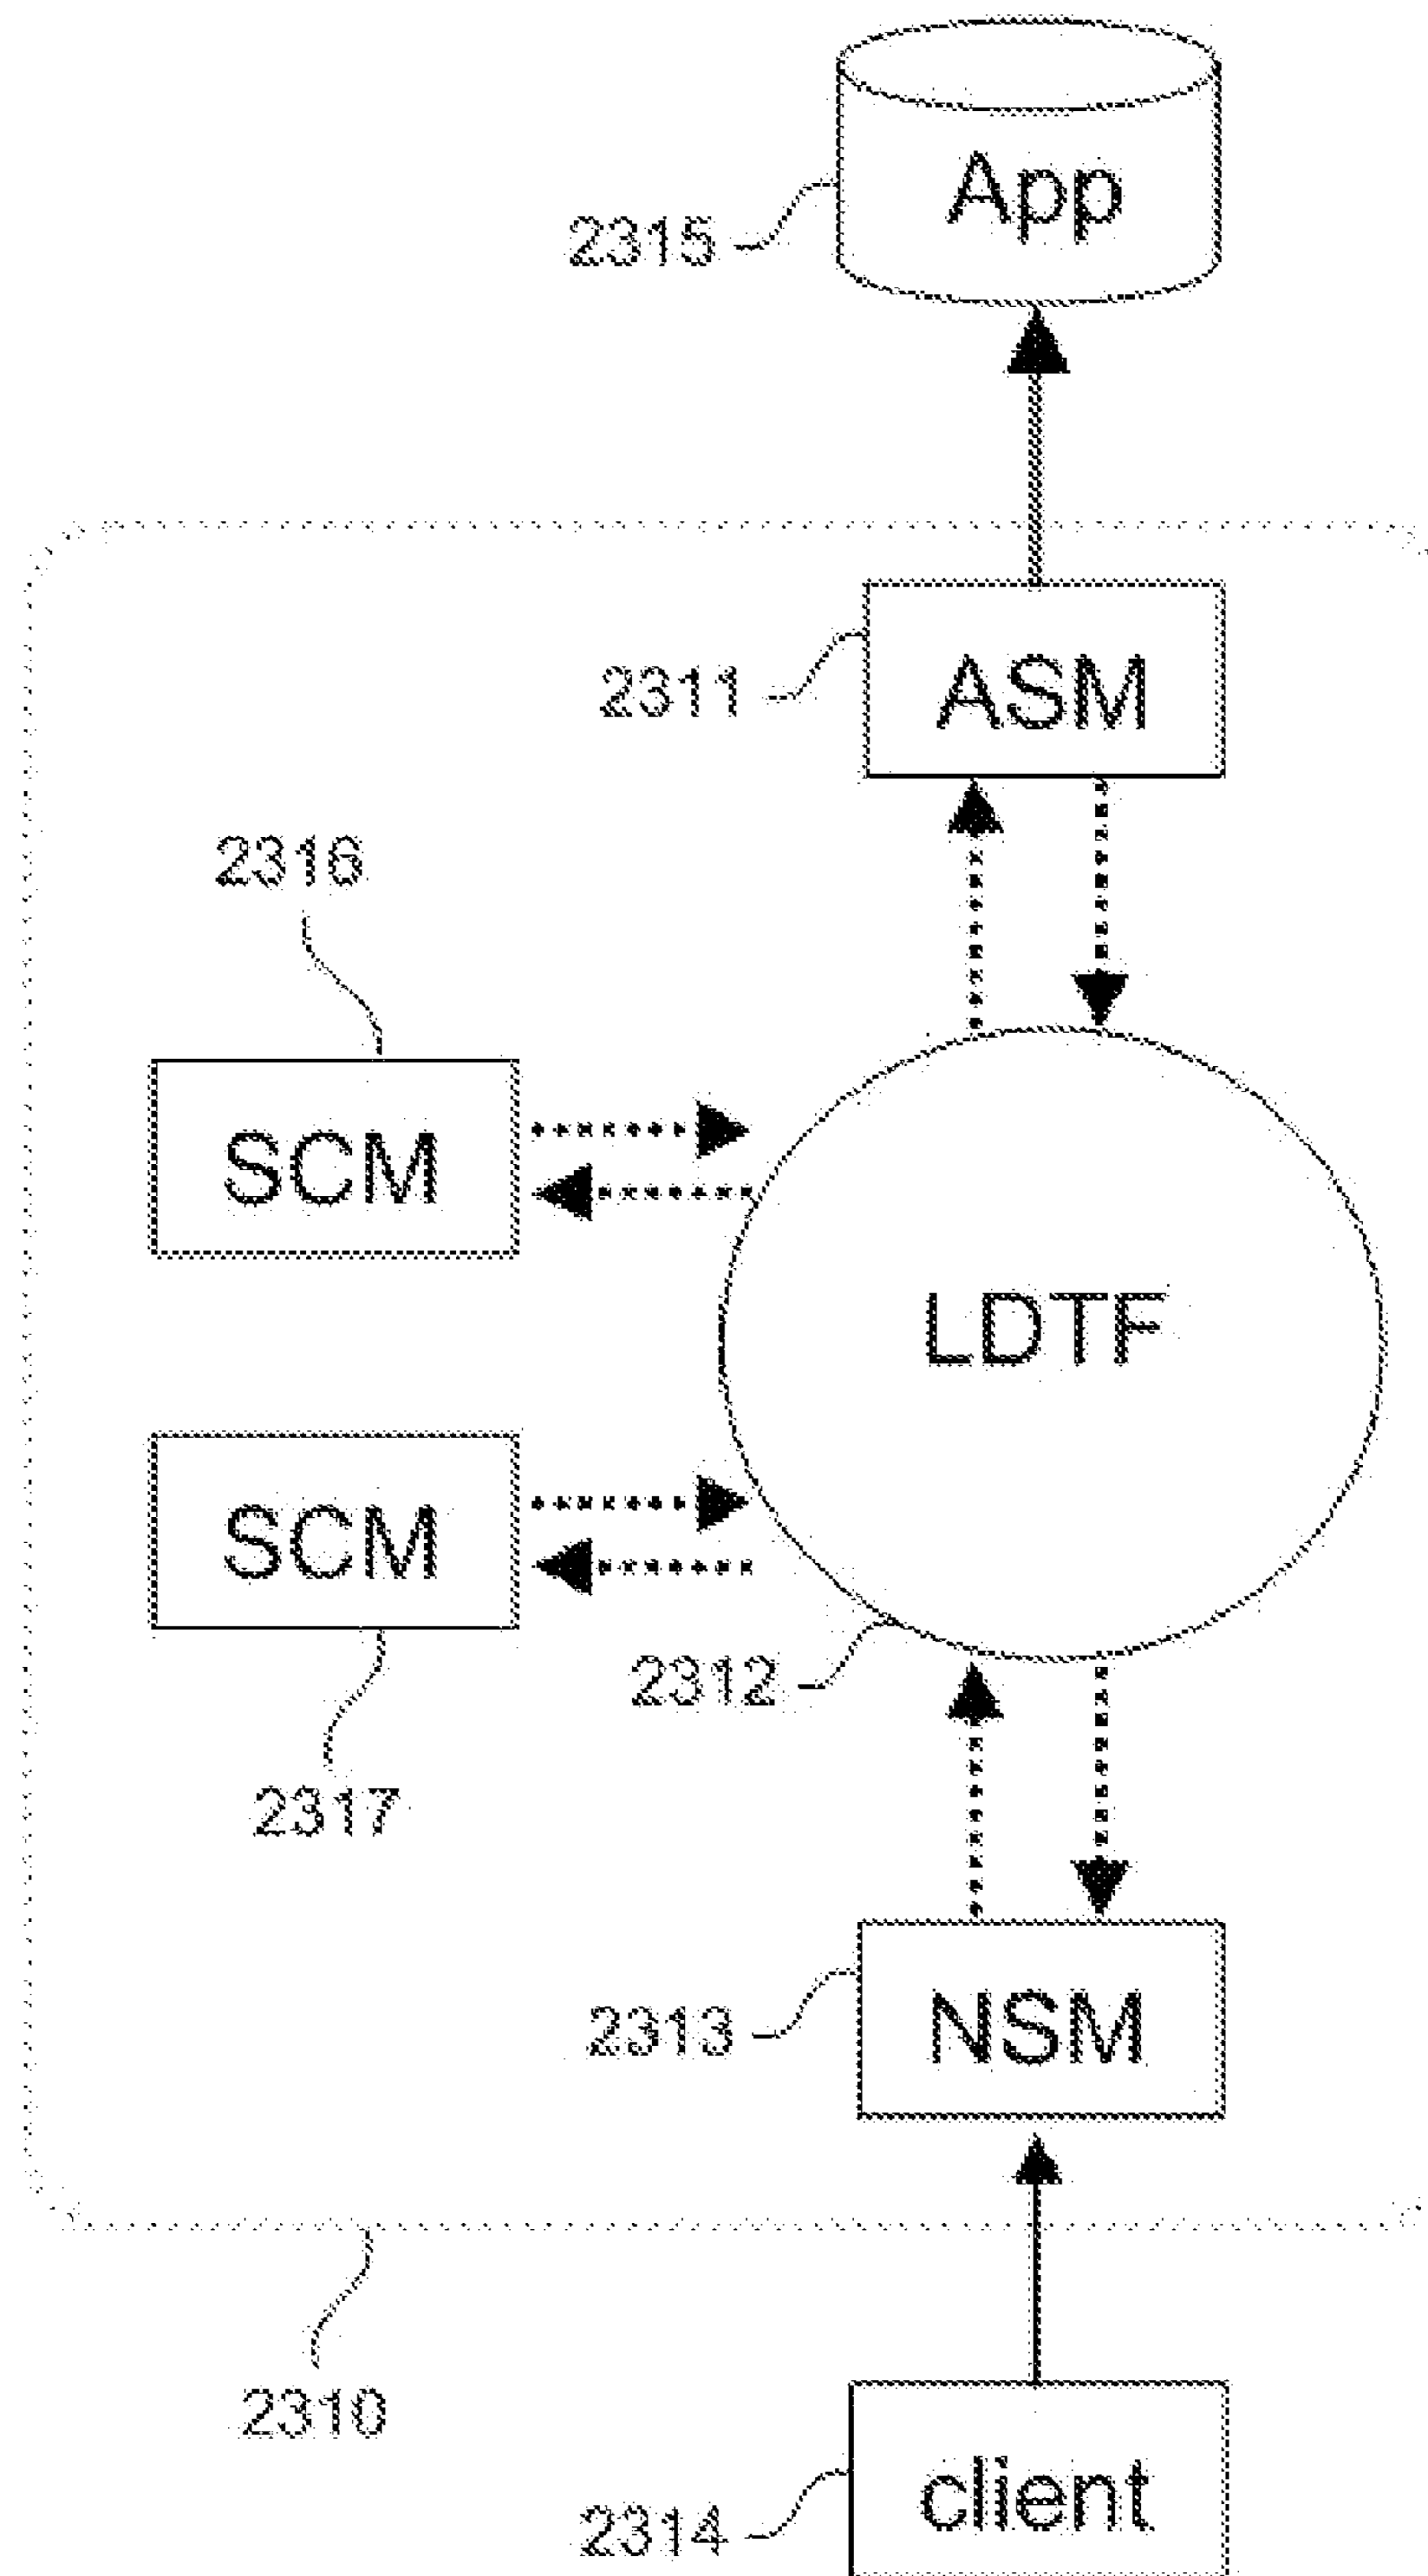 App
2315
ASM
2311
2316
SCM
LDTF
SCM
2312
2317
NSM
2313
2310
client
2314